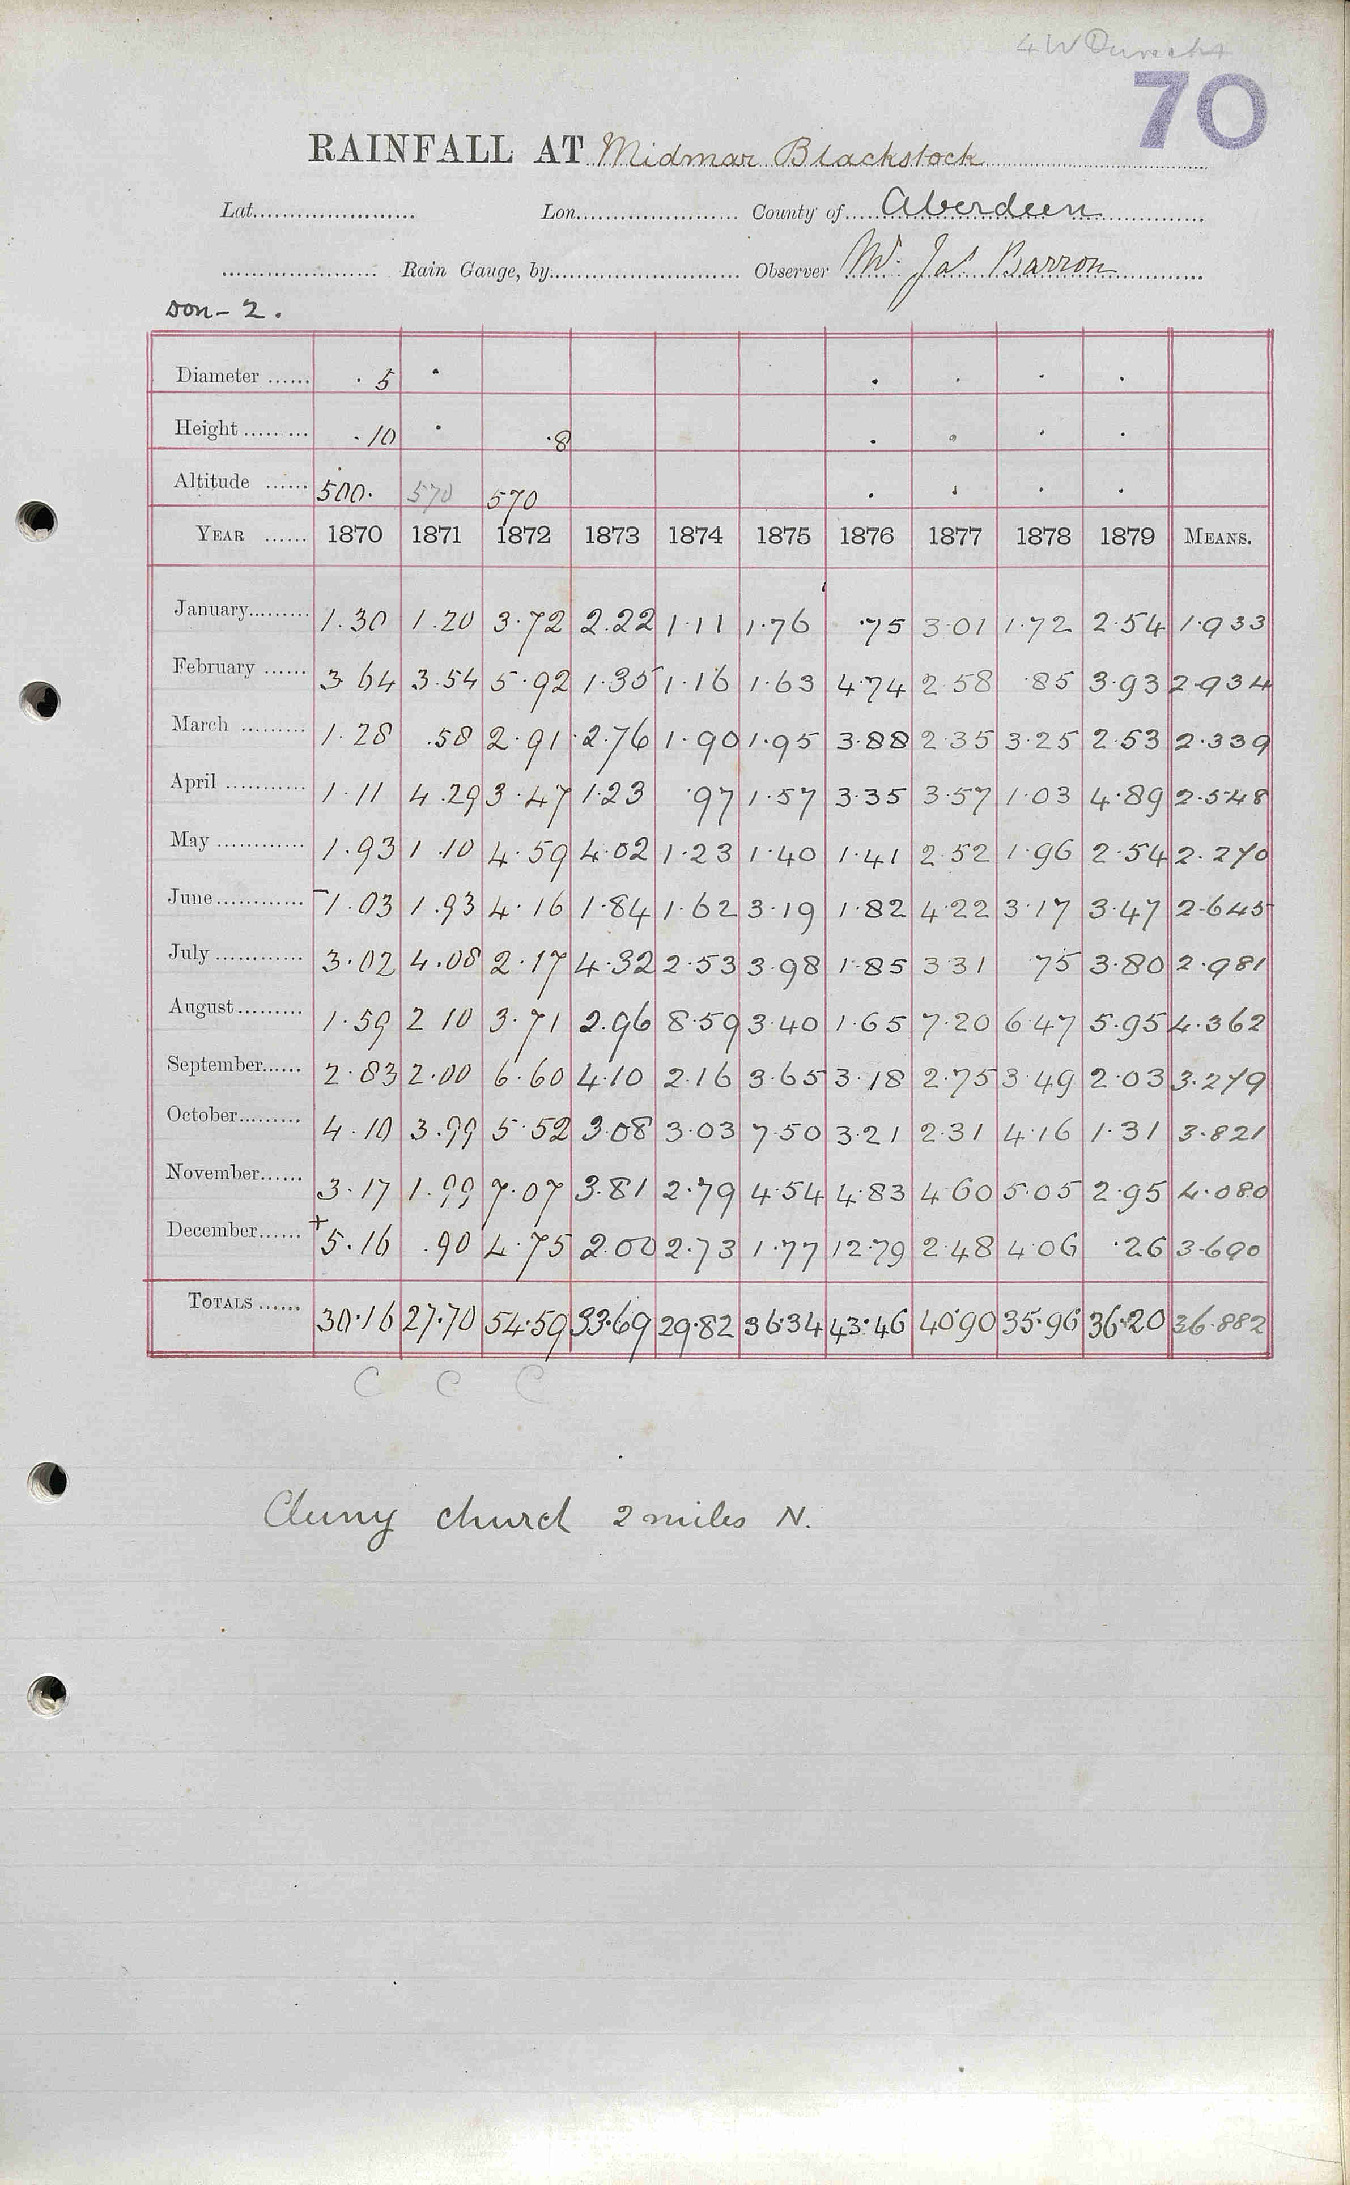 4 W Dunecht
70
RAINFALL AT Midmar Blackstock
Lat. Lon. County of Aberdeen
Rain Gauge, by Observer Mr. Jas. Barron
Don - 2.
Diameter ...... .5
Height ........ .10 .8
Altitude ...... 500. 570 570
YEAR ...... 1870 1871 1872 1873 1874 1875 1876 1877 1878 1879 MEANS.
January......... 1.30 1.20 3.72 2.22 1.11 1.76 .75 3.01 1.72 2.54 1.933
February ...... 3.64 3.54 5.92 1.35 1.16 1.63 4.74 2.58 .85 3.93 2.934
March ......... 1.28 .58 2.91 2.76 1.90 1.95 3.88 2.35 3.25 2.53 2.339
April ............ 1.11 4.29 3.47 1.23 .97 1.57 3.35 3.57 1.03 4.89 2.548
May ............ 1.93 1.10 4.59 4.02 1.23 1.40 1.41 2.52 1.96 2.54 2.270
June............ -1.03 1.93 4.16 1.84 1.62 3.19 1.82 4.22 3.17 3.47 2.645
July ............ 3.02 4.08 2.17 4.32 2.53 3.98 1.85 3.31 .75 3.80 2.981
August......... 1.59 2.10 3.71 2.96 8.59 3.40 1.65 7.20 6.47 5.95 4.362
September...... 2.83 2.00 6.60 4.10 2.16 3.65 3.18 2.75 3.49 2.03 3.279
October......... 4.10 3.99 5.52 3.08 3.03 7.50 3.21 2.31 4.16 1.31 3.821
November...... 3.17 1.99 7.07 3.81 2.79 4.54 4.83 4.60 5.05 2.95 4.080
December...... +5.16 .90 4.75 2.00 2.73 1.77 12.79 2.48 4.06 .26 3.690
TOTALS ...... 30.16 27.70 54.59 33.69 29.82 36.34 43.46 40.90 35.96 36.20 36.882
C C C
Cluny church 2 miles N.